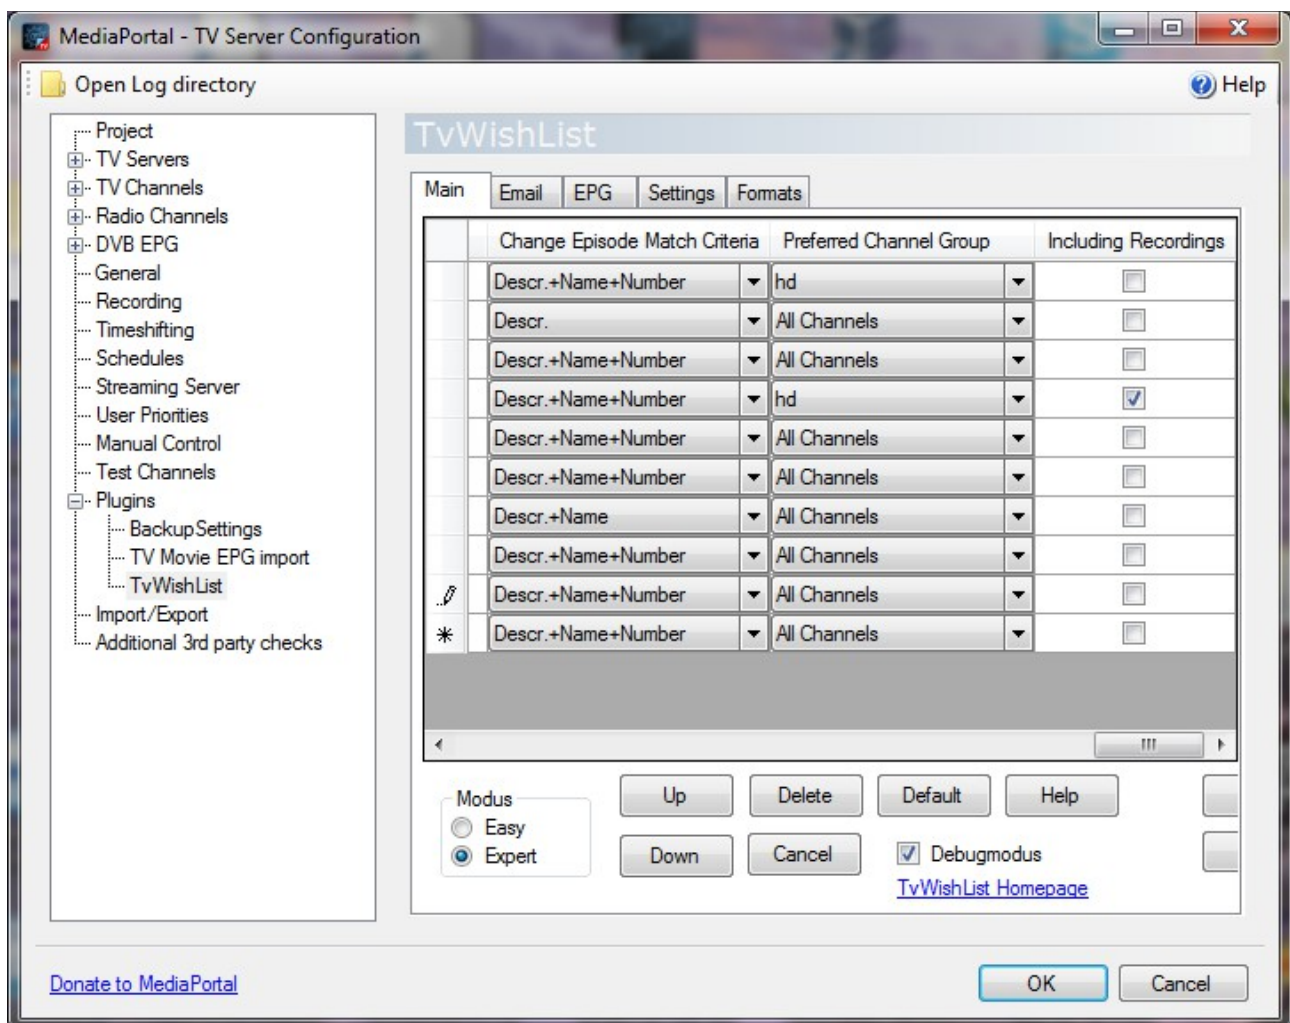 MediaPortal - TV Server Configuration
Open Log directory
Help
Project
TV Servers
TV Channels
Radio Channels
DVB EPG
General
Recording
Timeshifting
Schedules
Streaming Server
User Priorities
Manual Control
Test Channels
Plugins
BackupSettings
TV Movie EPG import
TvWishList
Import/Export
Additional 3rd party checks
TvWishList
Main Email EPG Settings Formats
Change Episode Match Criteria Preferred Channel Group Including Recordings
Descr.+Name+Number hd
Descr. All Channels
Descr.+Name+Number All Channels
Descr.+Name+Number hd
Descr.+Name+Number All Channels
Descr.+Name+Number All Channels
Descr.+Name All Channels
Descr.+Name+Number All Channels
Descr.+Name+Number All Channels
Descr.+Name+Number All Channels
Modus
Easy
Expert
Up Delete Default Help
Down Cancel Debugmodus
TvWishList Homepage
Donate to MediaPortal
OK Cancel